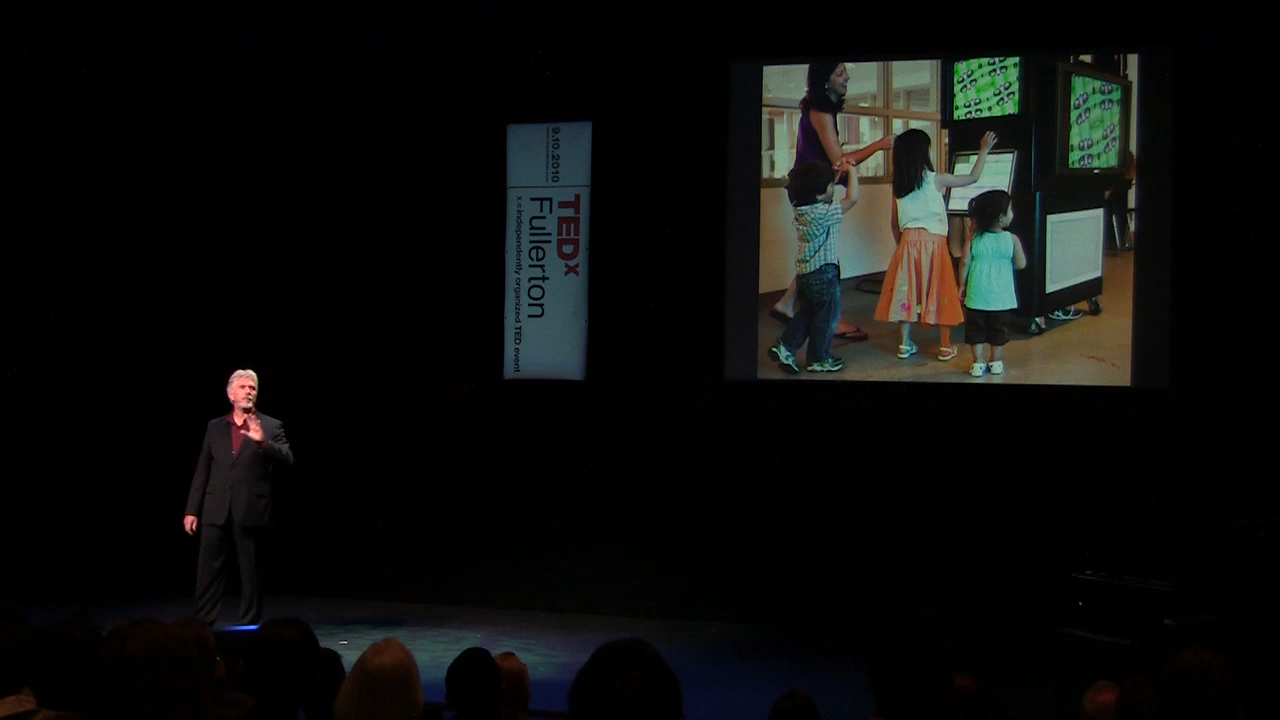 9.10.2010
TEDx
Fullerton
x = independently organized TED event